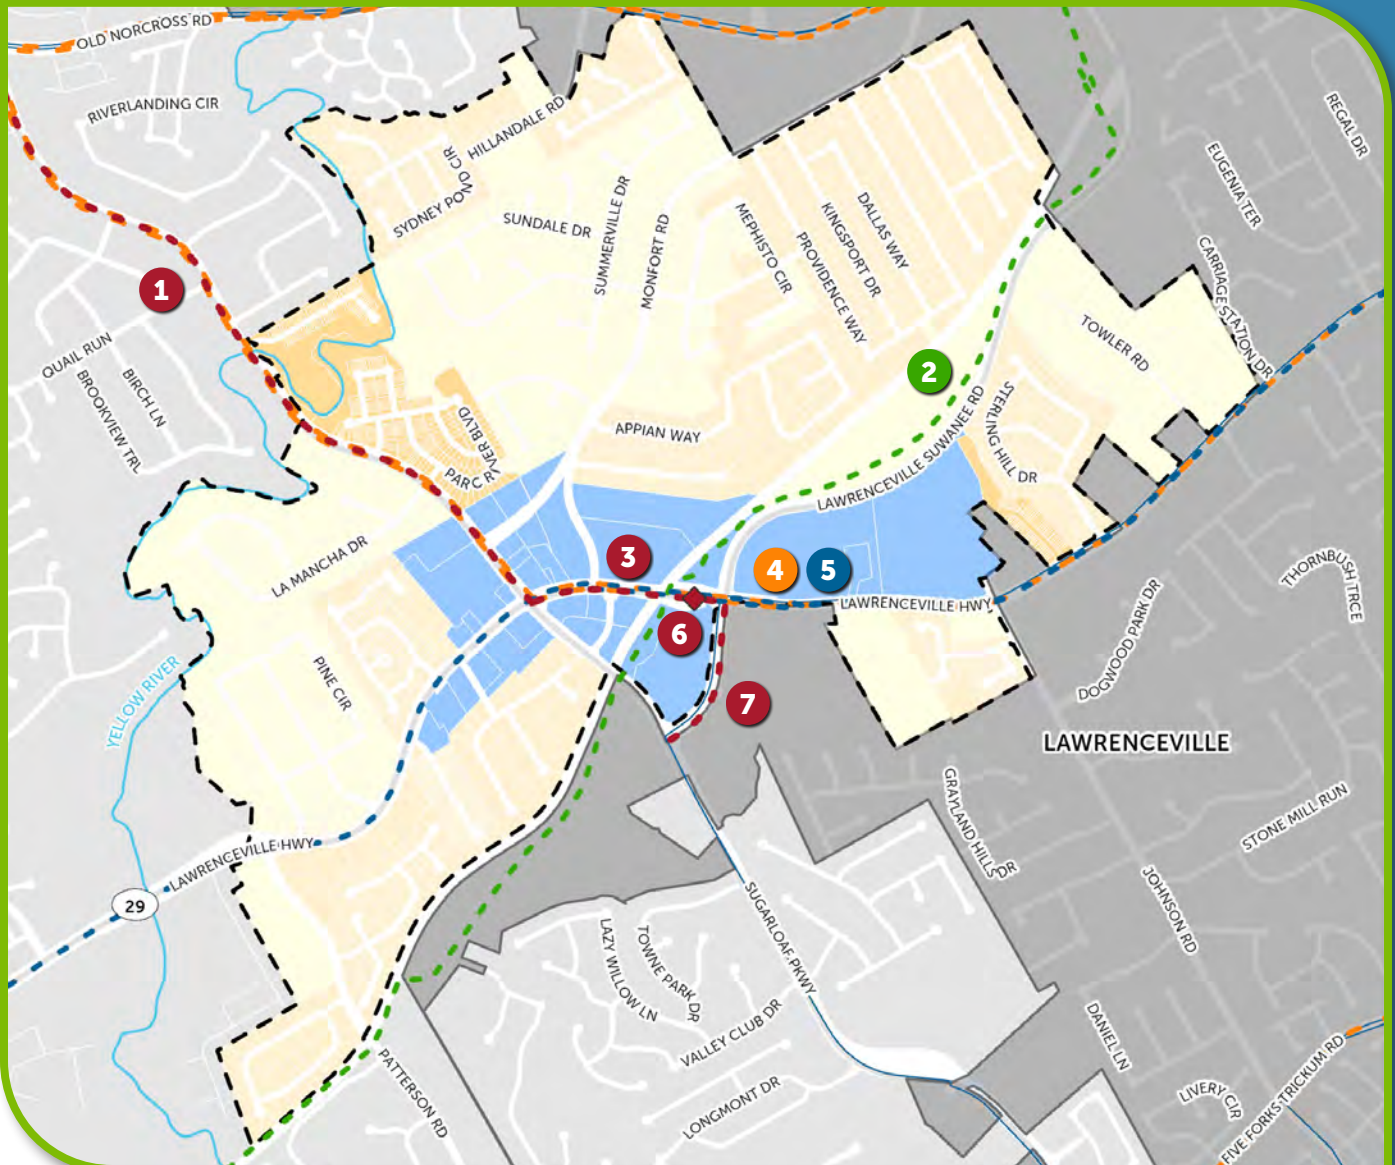 OLD NORCROSS RD
RIVERLANDING CIR
HILLANDALE RD
SYDNEY POND CIR
SUNDALE DR
SUMMERVILLE DR
MONFORT RD
MEPHISTO CIR
PROVIDENCE WAY
KINGSPORT DR
DALLAS WAY
REGAL DR
EUGENIA TER
CARRIAGE STATION DR
TOWLER RD
1
QUAIL RUN
BIRCH LN
BROOKVIEW TRL
2
APPIAN WAY
PARC RIVER BLVD
STERLING HILL DR
LAWRENCEVILLE SUWANEE RD
LA MANCHA DR
3
4
5
LAWRENCEVILLE HWY
THORNBUSH TRCE
DOGWOOD PARK DR
6
7
PINE CIR
YELLOW RIVER
LAWRENCEVILLE
LAWRENCEVILLE HWY
29
GRAYLAND HILLS DR
STONE MILL RUN
JOHNSON RD
SUGARLOAF PKWY
LAZY WILLOW LN
TOWNE PARK DR
VALLEY CLUB DR
LONGMONT DR
PATTERSON RD
DANIEL LN
LIVERY CIR
FIVE FORKS TRICKUM RD